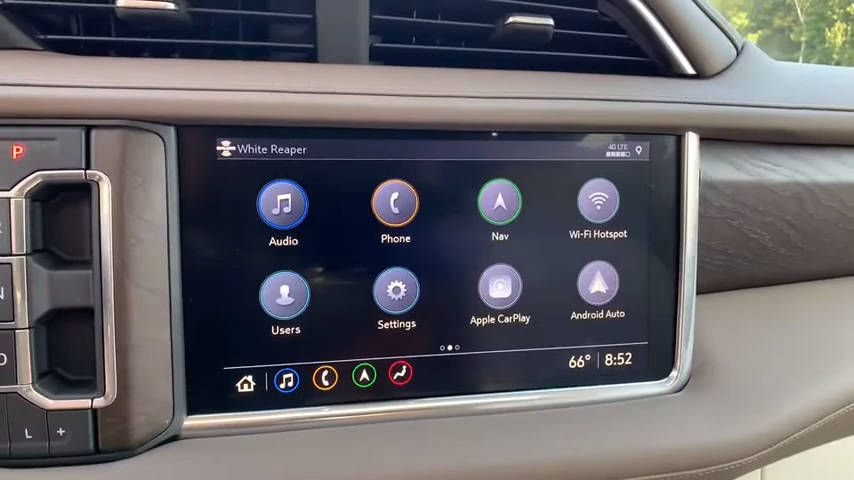 White Reaper
4G LTE
P
Audio
Phone
Nav
Wi-Fi Hotspot
N
Users
Settings
Apple CarPlay
Android Auto
D
66° 8:52
L +